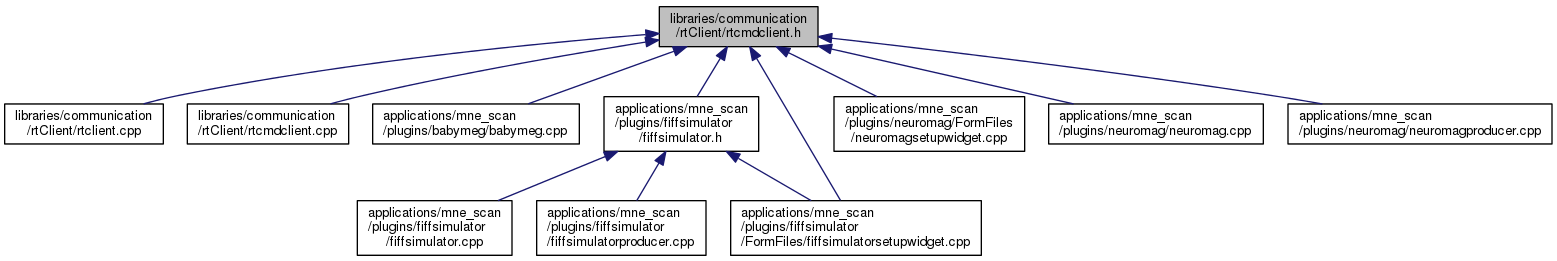 libraries/communication
/rtClient/rtcmdclient.h
libraries/communication
/rtClient/rtclient.cpp
libraries/communication
/rtClient/rtcmdclient.cpp
applications/mne_scan
/plugins/babymeg/babymeg.cpp
applications/mne_scan
/plugins/fiffsimulator
/fiffsimulator.h
applications/mne_scan
/plugins/neuromag/FormFiles
/neuromagsetupwidget.cpp
applications/mne_scan
/plugins/neuromag/neuromag.cpp
applications/mne_scan
/plugins/neuromag/neuromagproducer.cpp
applications/mne_scan
/plugins/fiffsimulator
/fiffsimulator.cpp
applications/mne_scan
/plugins/fiffsimulator
/fiffsimulatorproducer.cpp
applications/mne_scan
/plugins/fiffsimulator
/FormFiles/fiffsimulatorsetupwidget.cpp